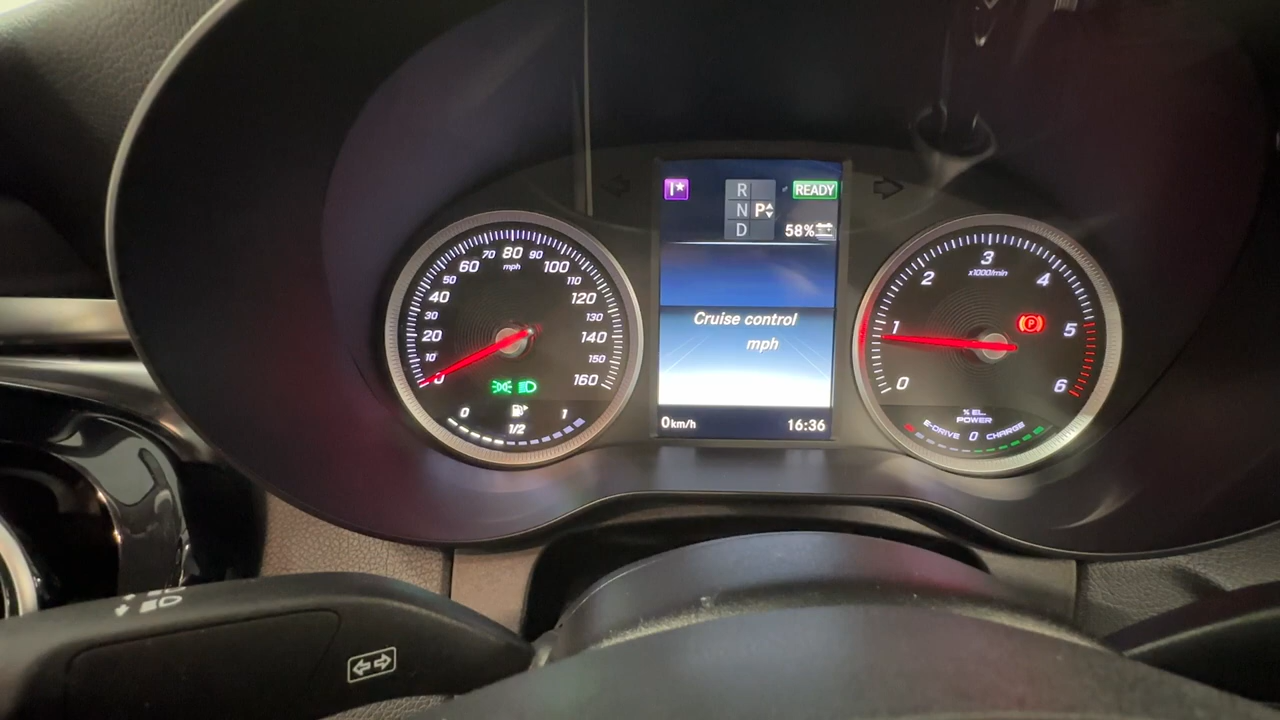 I*
R
N P
D
READY
58%
Cruise control
mph
0km/h
16:36
0
10
20
30
40
50
60
70
80
90
100
110
120
130
140
150
160
mph
0
1/2
1
0
1
2
3
4
5
6
x1000/min
(P)
% EL.
POWER
E-DRIVE 0 CHARGE